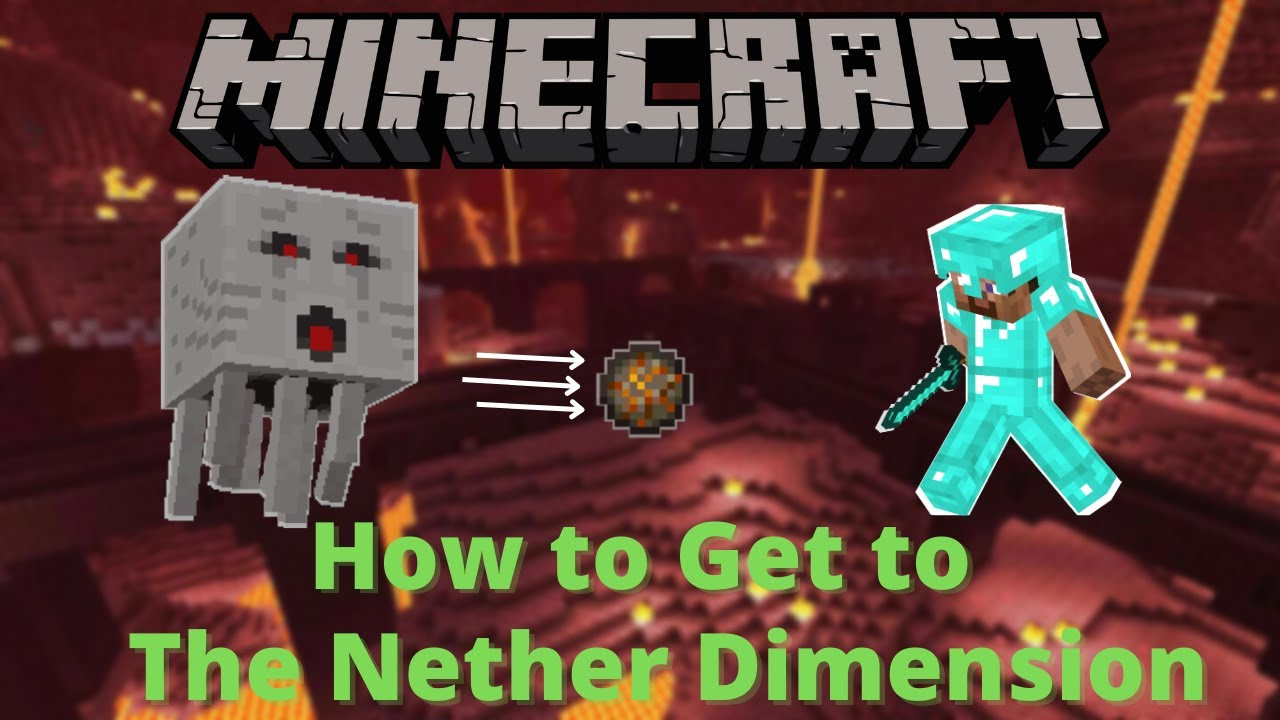 MINECRAFT
How to Get to
The Nether Dimension